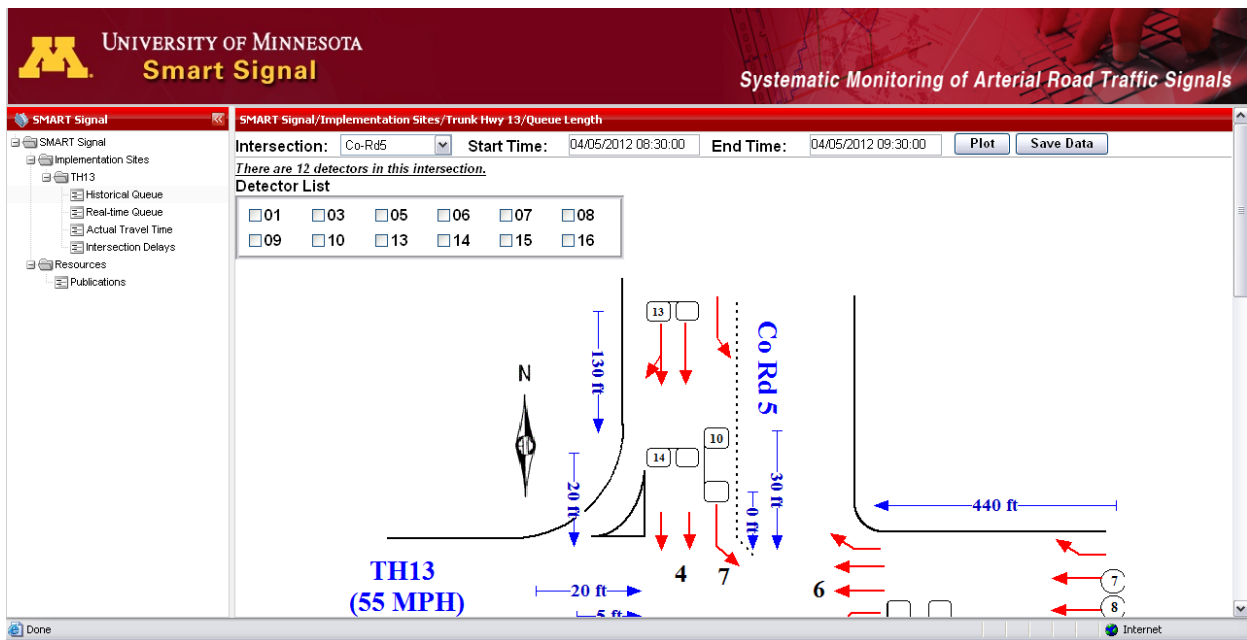 UNIVERSITY OF MINNESOTA
Smart Signal
Systematic Monitoring of Arterial Road Traffic Signals
SMART Signal
SMART Signal/Implementation Sites/Trunk Hwy 13/Queue Length
SMART Signal
Implementation Sites
TH13
Historical Queue
Real-time Queue
Actual Travel Time
Intersection Delays
Resources
Publications
Intersection: Co-Rd5 Start Time: 04/05/2012 08:30:00 End Time: 04/05/2012 09:30:00 Plot Save Data
There are 12 detectors in this intersection.
Detector List
01 03 05 06 07 08
09 10 13 14 15 16
13
130 ft
Co Rd 5
N
10
14
20 ft
30 ft
0 ft
440 ft
TH13
(55 MPH)
4
7
6
7
8
20 ft
5 ft
Done
Internet